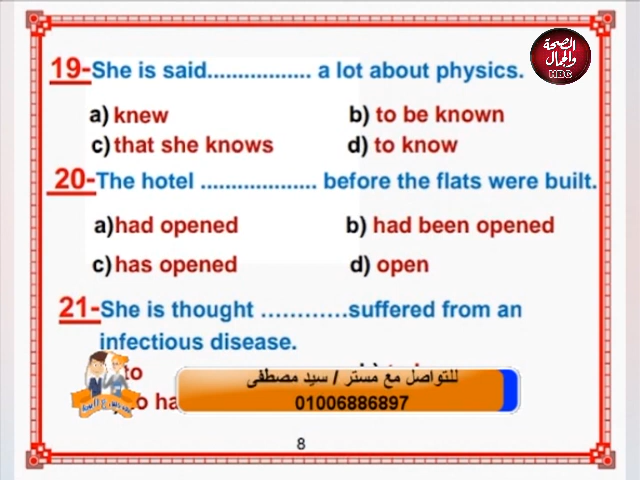 الصحة
والجمال
HBC
19-She is said................. a lot about physics.
a) knew b) to be known
c) that she knows d) to know
20-The hotel ................... before the flats were built.
a)had opened b) had been opened
c) has opened d) open
21-She is thought …………suffered from an
infectious disease.
to
للتواصل مع مستر / سيد مصطفى
01006886897
8